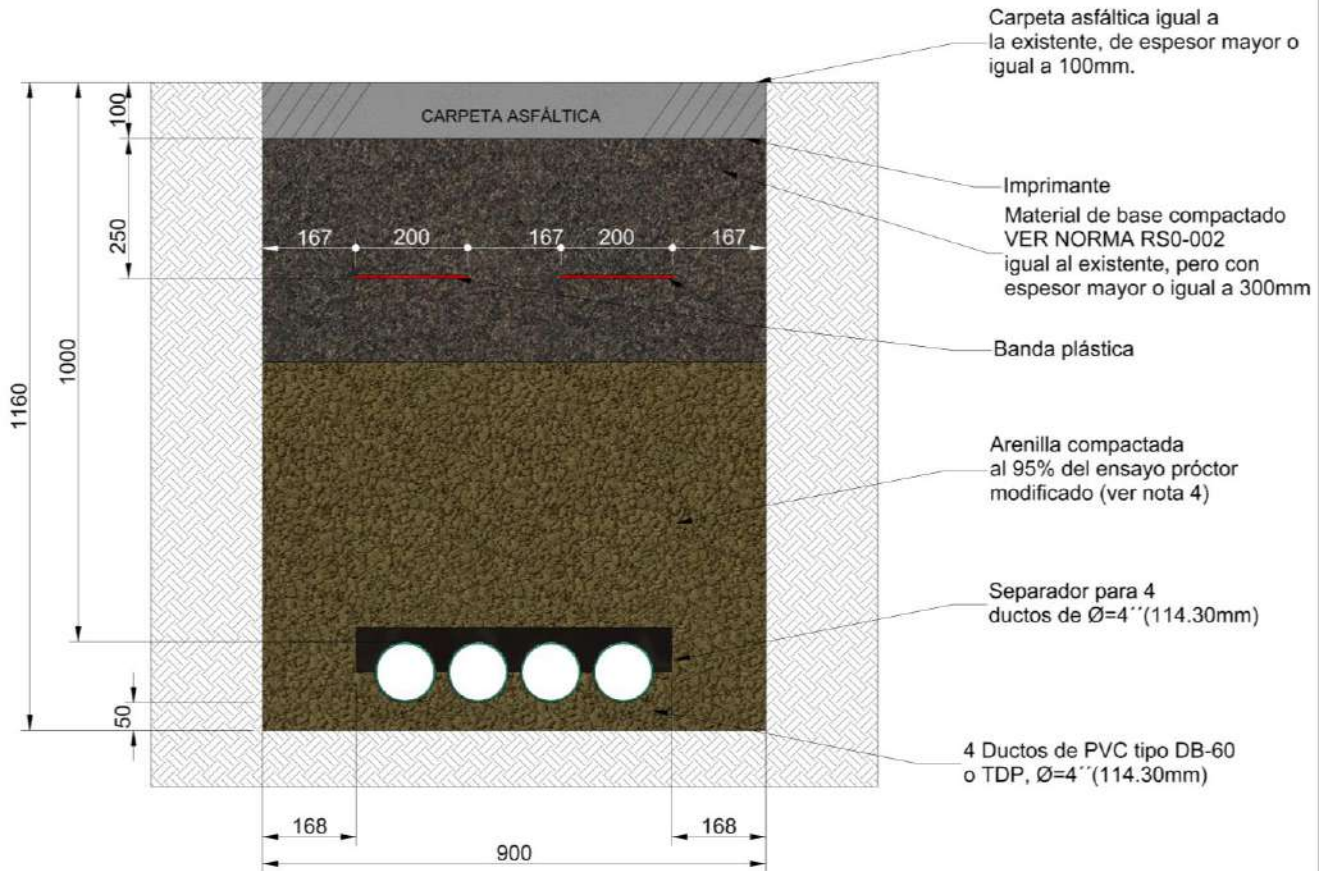 Carpeta asfáltica igual a
la existente, de espesor mayor o
igual a 100mm.
100
CARPETA ASFÁLTICA
Imprimante
Material de base compactado
VER NORMA RS0-002
igual al existente, pero con
espesor mayor o igual a 300mm
250
167
200
167
200
167
Banda plástica
1000
1160
Arenilla compactada
al 95% del ensayo próctor
modificado (ver nota 4)
Separador para 4
ductos de Ø=4´´(114.30mm)
50
4 Ductos de PVC tipo DB-60
o TDP, Ø=4´´(114.30mm)
168
168
900